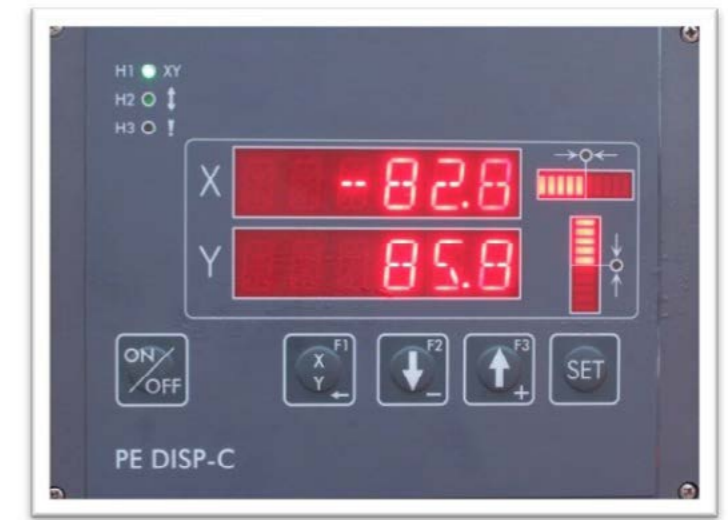 H1 XY
H2
H3 !
X -82.8
Y 85.8
ON/OFF
X Y F1
F2 -
F3 +
SET
PE DISP-C